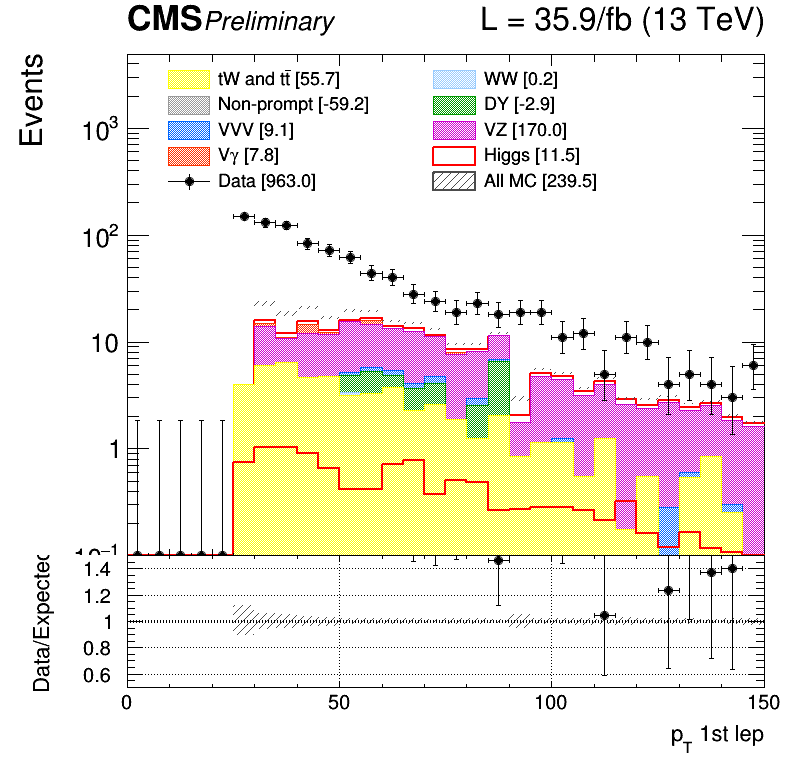 CMS Preliminary L = 35.9/fb (13 TeV)
Events
tW and tt̄ [55.7] WW [0.2]
Non-prompt [-59.2] DY [-2.9]
VVV [9.1] VZ [170.0]
Vγ [7.8] Higgs [11.5]
Data [963.0] All MC [239.5]
10³
10²
10
1
10⁻¹
Data/Expected
1.4
1.2
1
0.8
0.6
0 50 100 150
p_T 1st lep